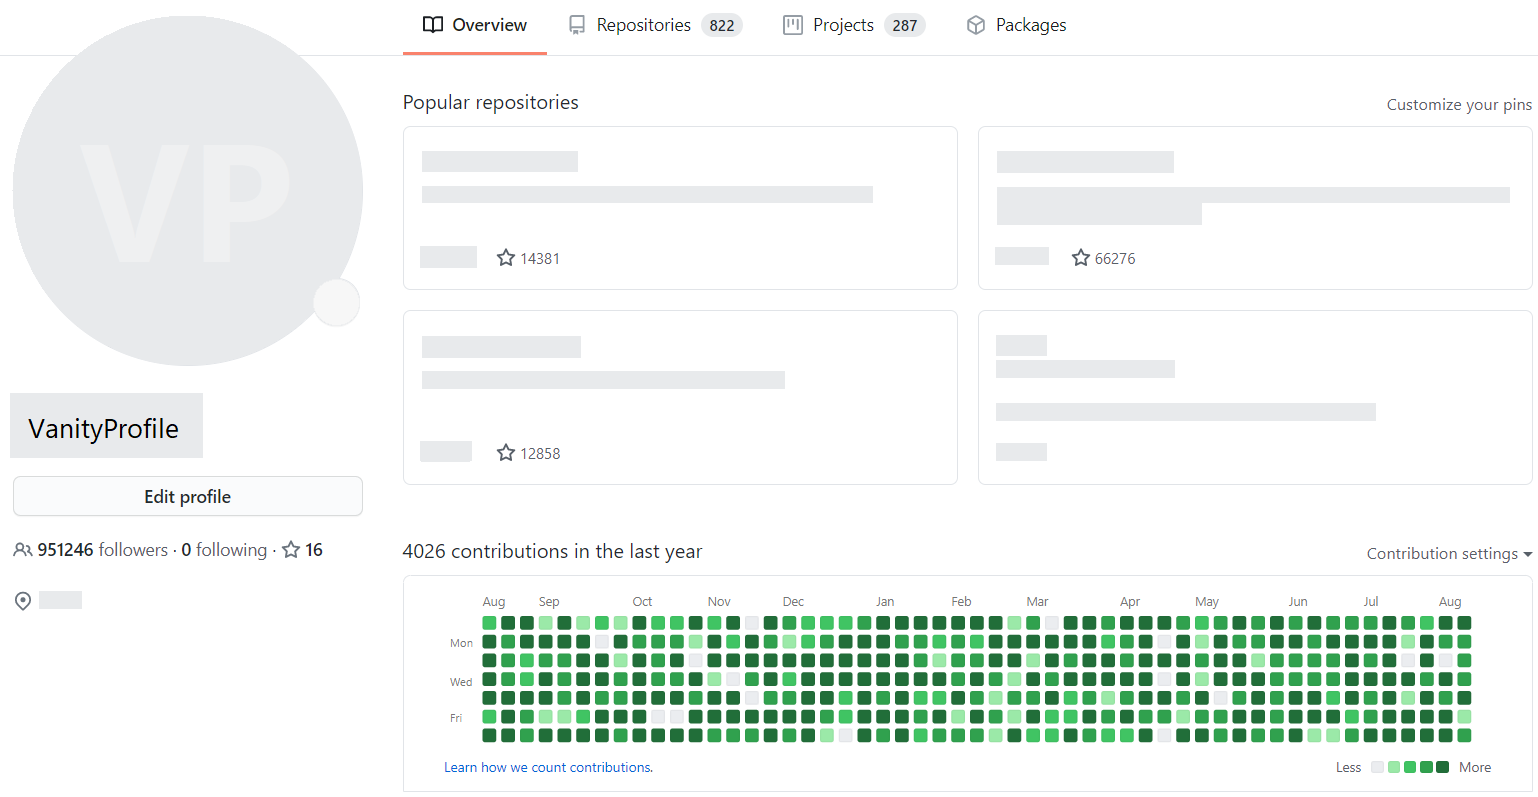 Overview Repositories 822 Projects 287 Packages
VP
VanityProfile
Edit profile
951246 followers · 0 following · 16
Popular repositories
Customize your pins
14381
66276
12858
4026 contributions in the last year
Contribution settings
Aug Sep Oct Nov Dec Jan Feb Mar Apr May Jun Jul Aug
Mon
Wed
Fri
Learn how we count contributions.
Less More